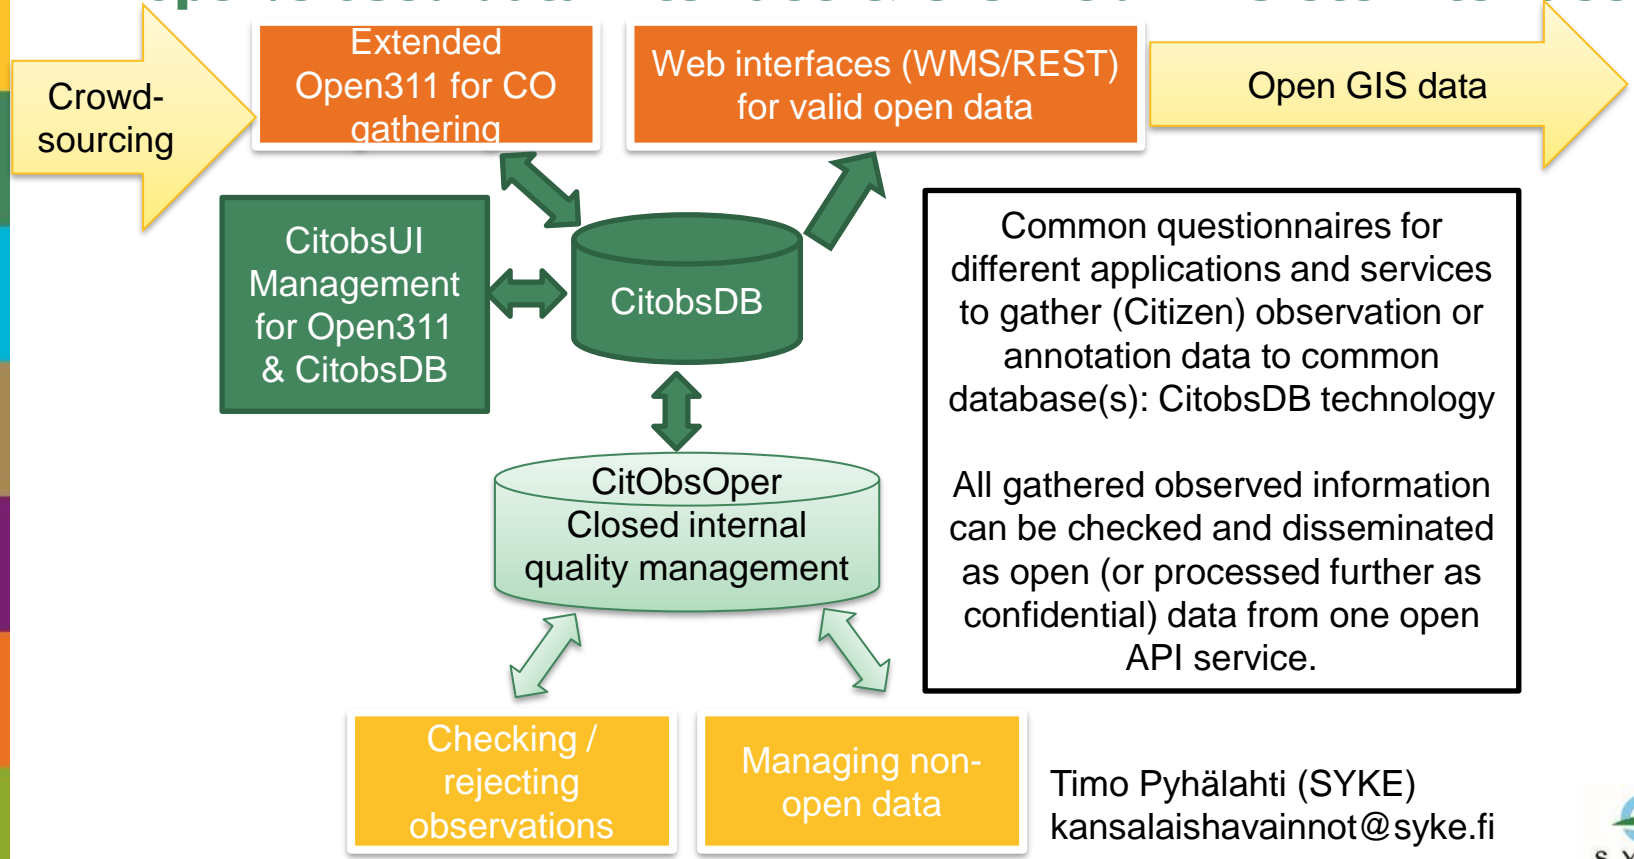 Crowd-
sourcing
Extended
Open311 for CO
gathering
Web interfaces (WMS/REST)
for valid open data
Open GIS data
CitobsUI
Management
for Open311
& CitobsDB
CitobsDB
Common questionnaires for
different applications and services
to gather (Citizen) observation or
annotation data to common
database(s): CitobsDB technology
All gathered observed information
can be checked and disseminated
as open (or processed further as
confidential) data from one open
API service.
CitObsOper
Closed internal
quality management
Checking /
rejecting
observations
Managing non-
open data
Timo Pyhälahti (SYKE)
kansalaishavainnot@syke.fi